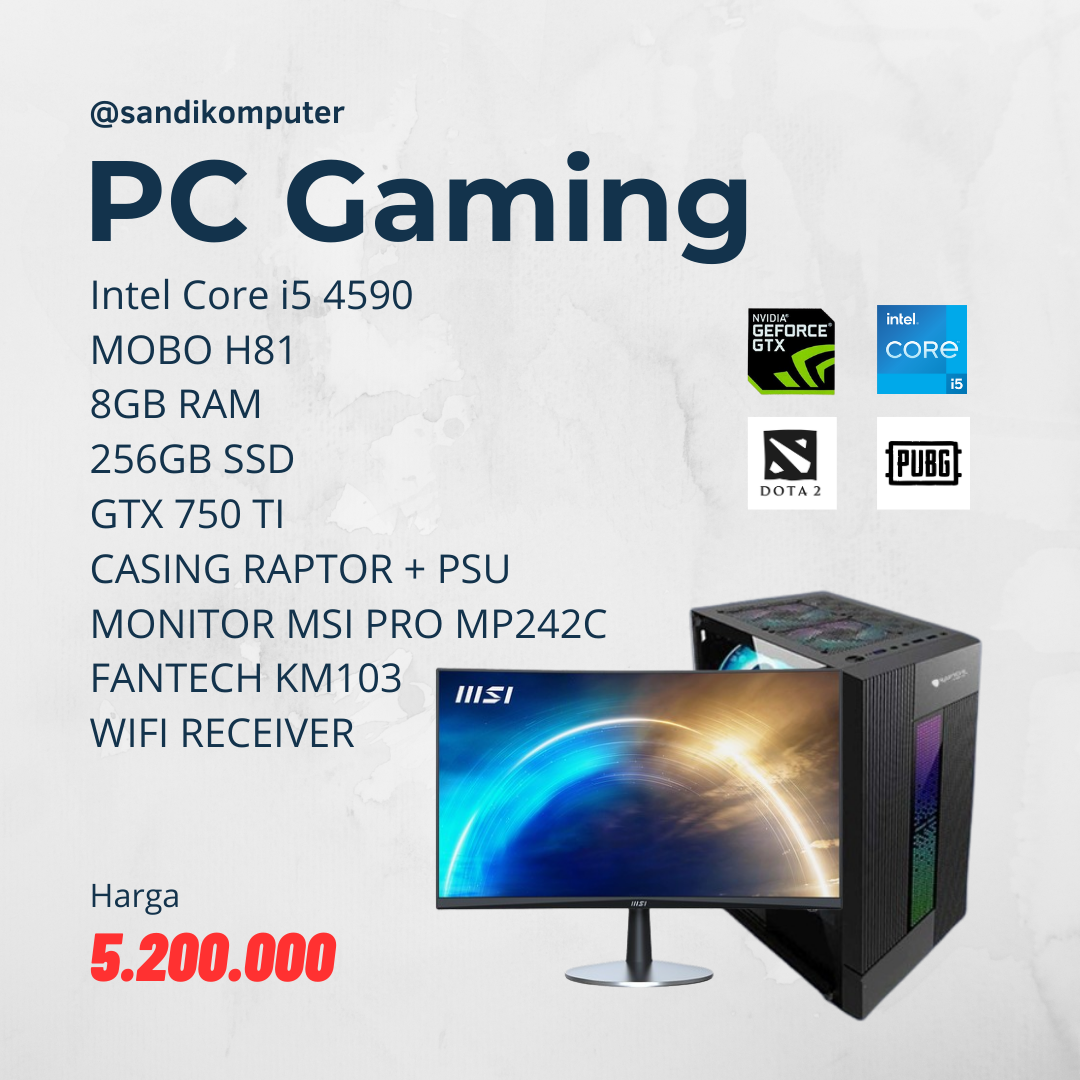 @sandikomputer
PC Gaming
Intel Core i5 4590
MOBO H81
8GB RAM
256GB SSD
GTX 750 TI
CASING RAPTOR + PSU
MONITOR MSI PRO MP242C
FANTECH KM103
WIFI RECEIVER
NVIDIA®
GEFORCE®
GTX
intel.
CORE
i5
DOTA 2
PUBG
msi
msi
Harga
5.200.000